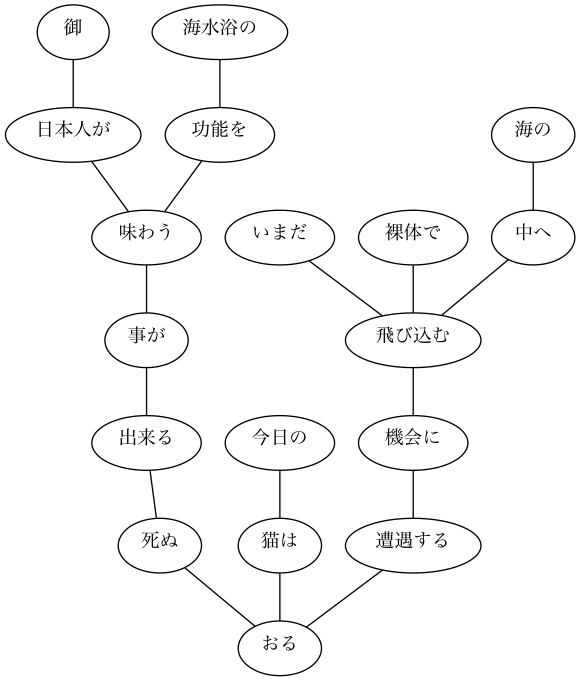 御
海水浴の
日本人が
功能を
海の
味わう
いまだ
裸体で
中へ
事が
飛び込む
出来る
今日の
機会に
死ぬ
猫は
遭遇する
おる